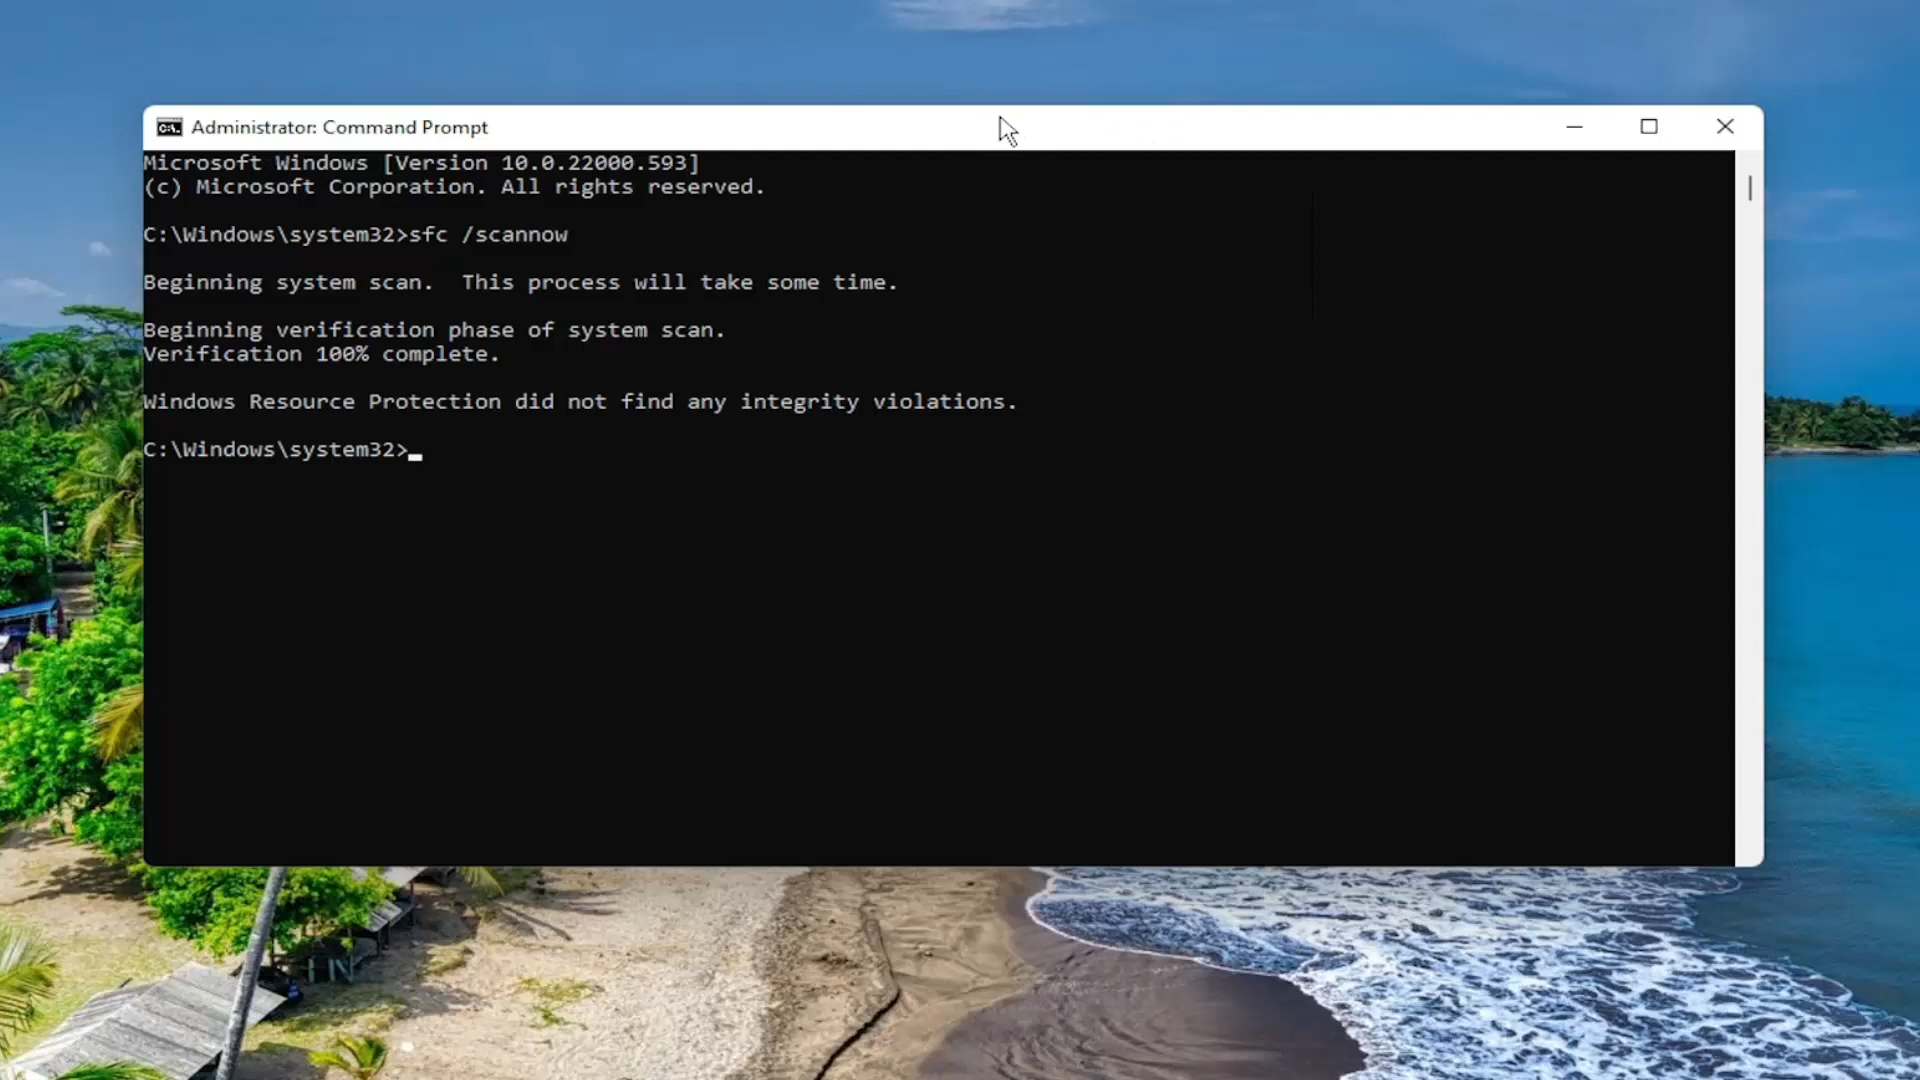 Administrator: Command Prompt
Microsoft Windows [Version 10.0.22000.593]
(c) Microsoft Corporation. All rights reserved.
C:\Windows\system32>sfc /scannow
Beginning system scan.  This process will take some time.
Beginning verification phase of system scan.
Verification 100% complete.
Windows Resource Protection did not find any integrity violations.
C:\Windows\system32>